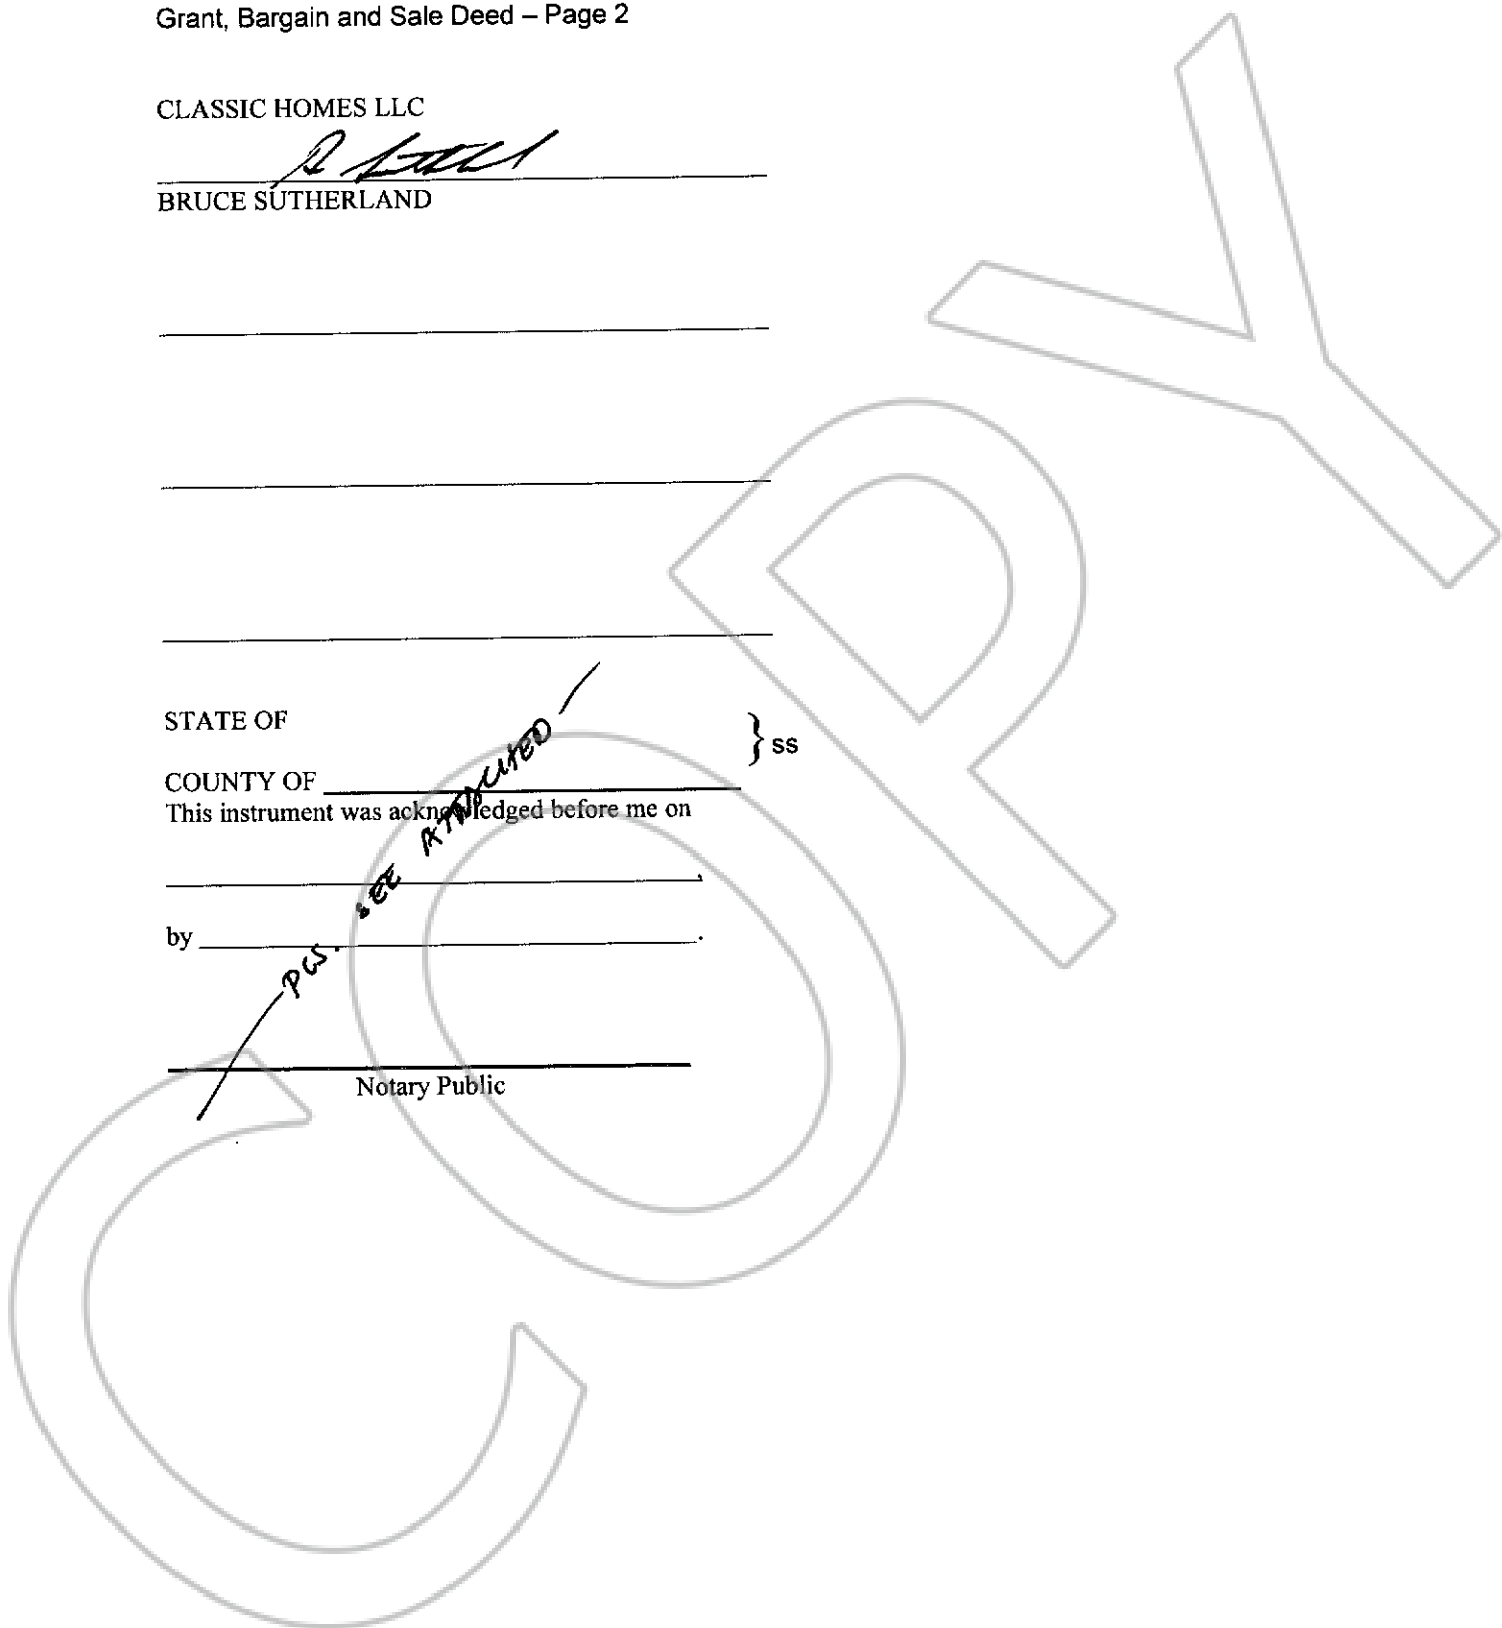 Grant, Bargain and Sale Deed – Page 2
CLASSIC HOMES LLC
BRUCE SUTHERLAND
STATE OF
COUNTY OF
} ss
This instrument was acknowledged before me on
,
by .
PLS. SEE ATTACHED
Notary Public
COPY